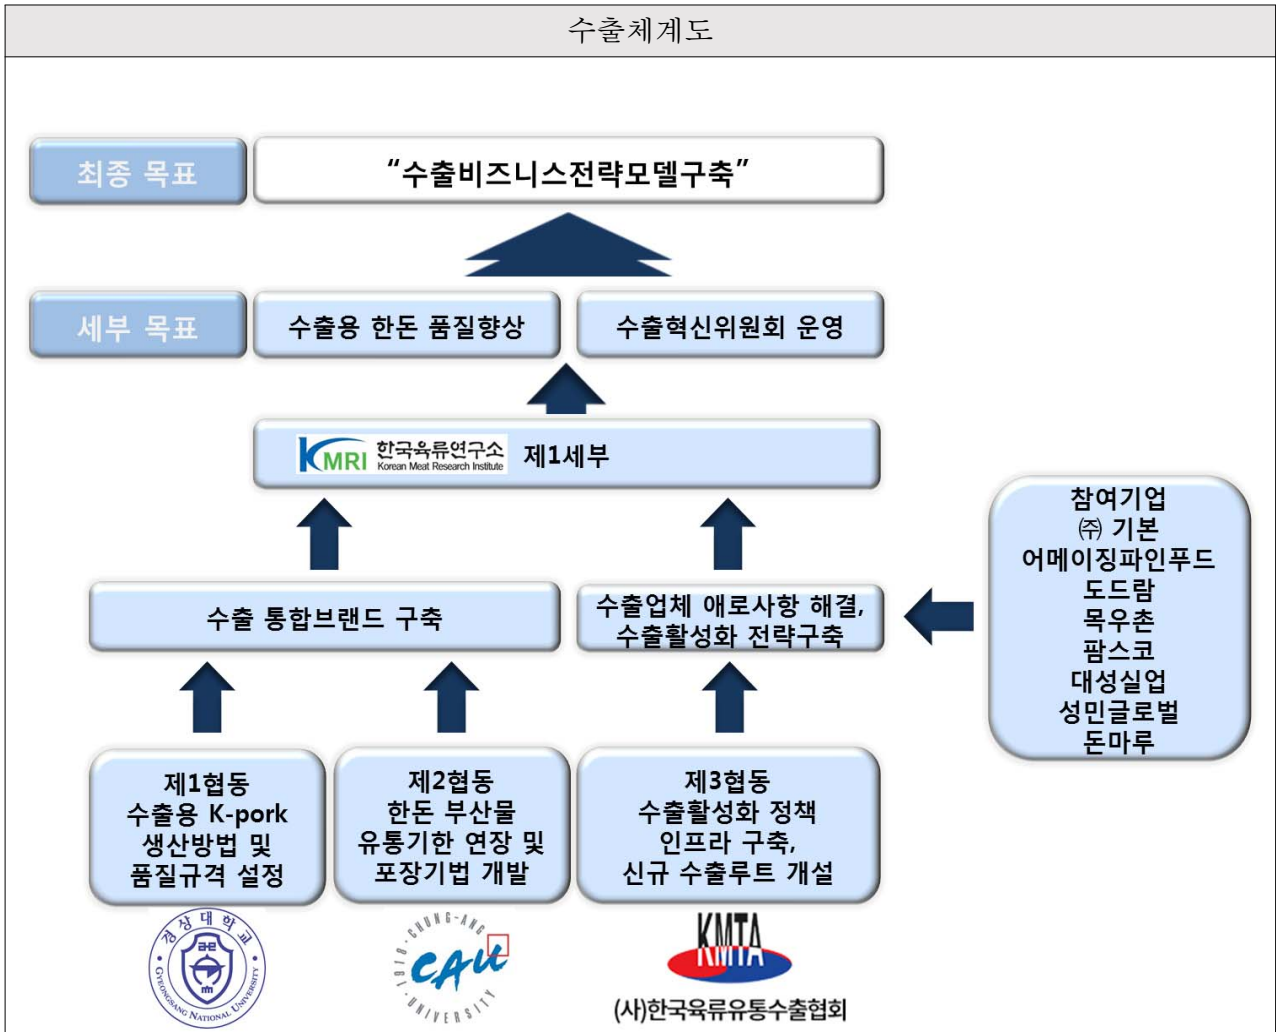 수출체계도
최종 목표
“수출비즈니스전략모델구축”
세부 목표
수출용 한돈 품질향상
수출혁신위원회 운영
KMRI 한국육류연구소
Korean Meat Research Institute
제1세부
수출 통합브랜드 구축
수출업체 애로사항 해결,
수출활성화 전략구축
참여기업
㈜ 기본
어메이징파인푸드
도드람
목우촌
팜스코
대성실업
성민글로벌
돈마루
제1협동
수출용 K-pork
생산방법 및
품질규격 설정
제2협동
한돈 부산물
유통기한 연장 및
포장기법 개발
제3협동
수출활성화 정책
인프라 구축,
신규 수출루트 개설
경상대학교
GYEONGSANG NATIONAL UNIVERSITY
1918 · CHUNG-ANG
CAU
UNIVERSITY
KMTA
(사)한국육류유통수출협회